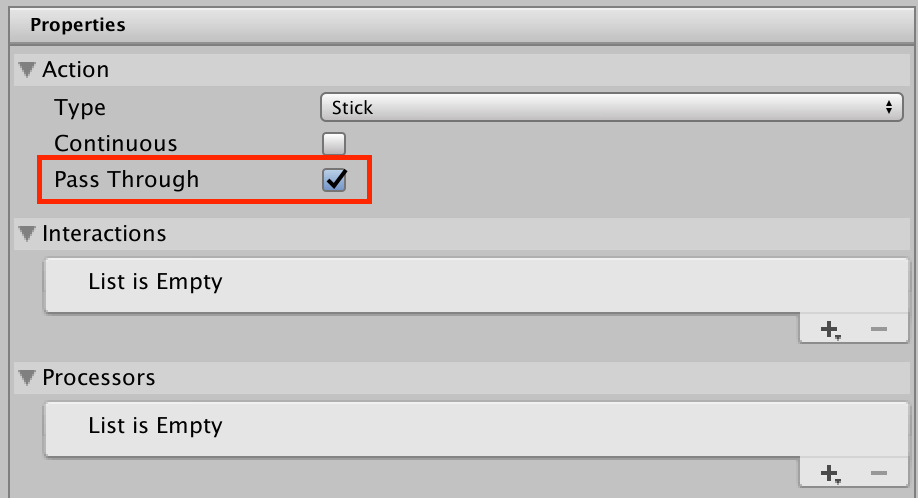 Properties
Action
Type Stick
Continuous
Pass Through
Interactions
List is Empty
Processors
List is Empty